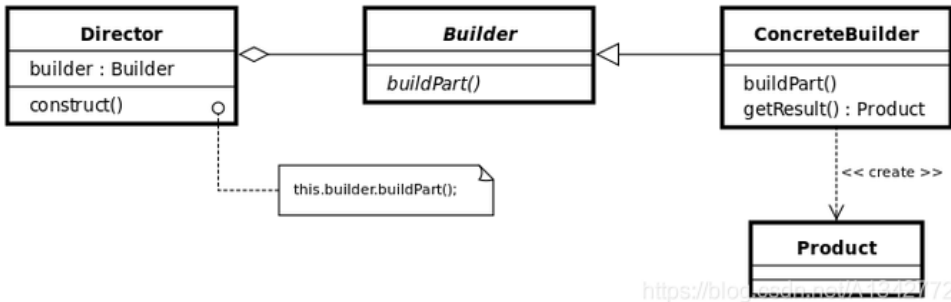 Director
builder : Builder
construct()
this.builder.buildPart();
Builder
buildPart()
ConcreteBuilder
buildPart()
getResult() : Product
<< create >>
Product